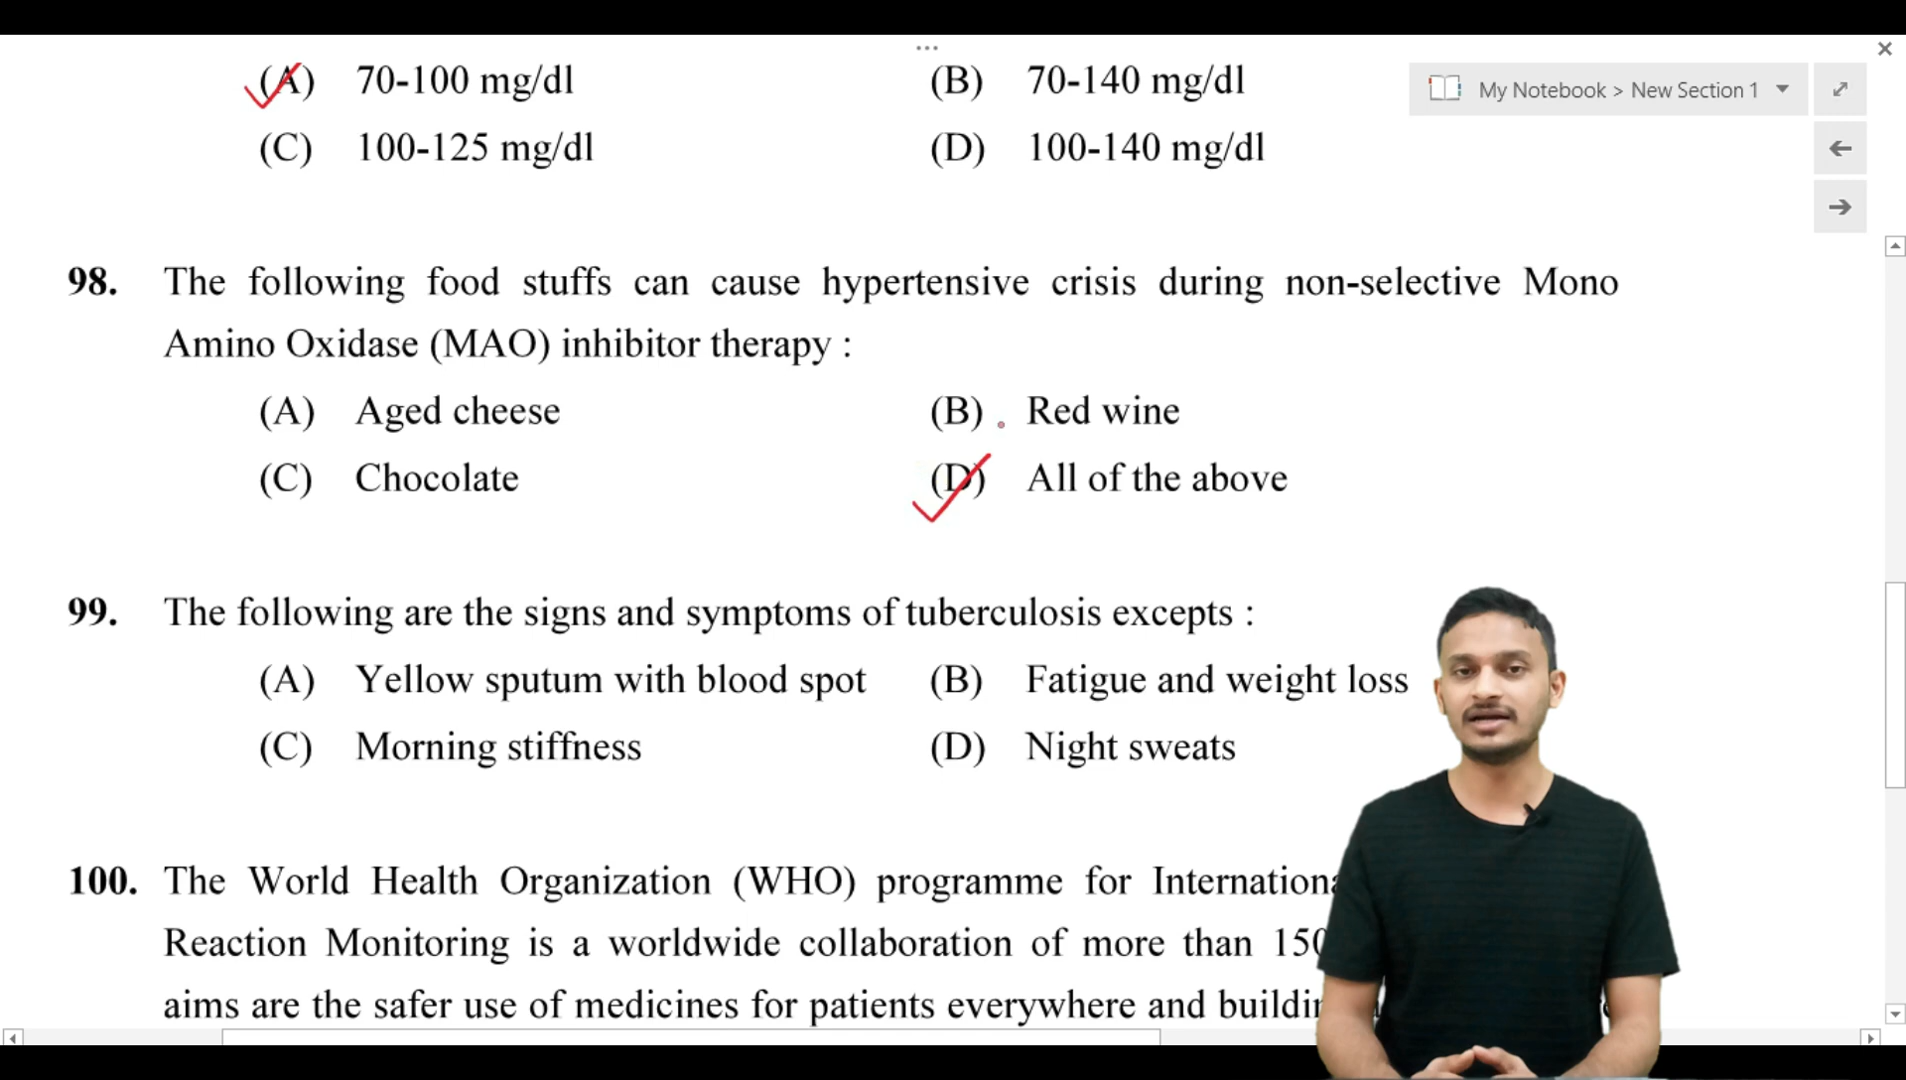 (A) 70-100 mg/dl (B) 70-140 mg/dl
My Notebook > New Section 1
(C) 100-125 mg/dl (D) 100-140 mg/dl
98. The following food stuffs can cause hypertensive crisis during non-selective Mono
Amino Oxidase (MAO) inhibitor therapy :
(A) Aged cheese (B) Red wine
(C) Chocolate (D) All of the above
99. The following are the signs and symptoms of tuberculosis excepts :
(A) Yellow sputum with blood spot (B) Fatigue and weight loss
(C) Morning stiffness (D) Night sweats
100. The World Health Organization (WHO) programme for
Reaction Monitoring is a worldwide collaboration of more than
aims are the safer use of medicines for patients everywhere and